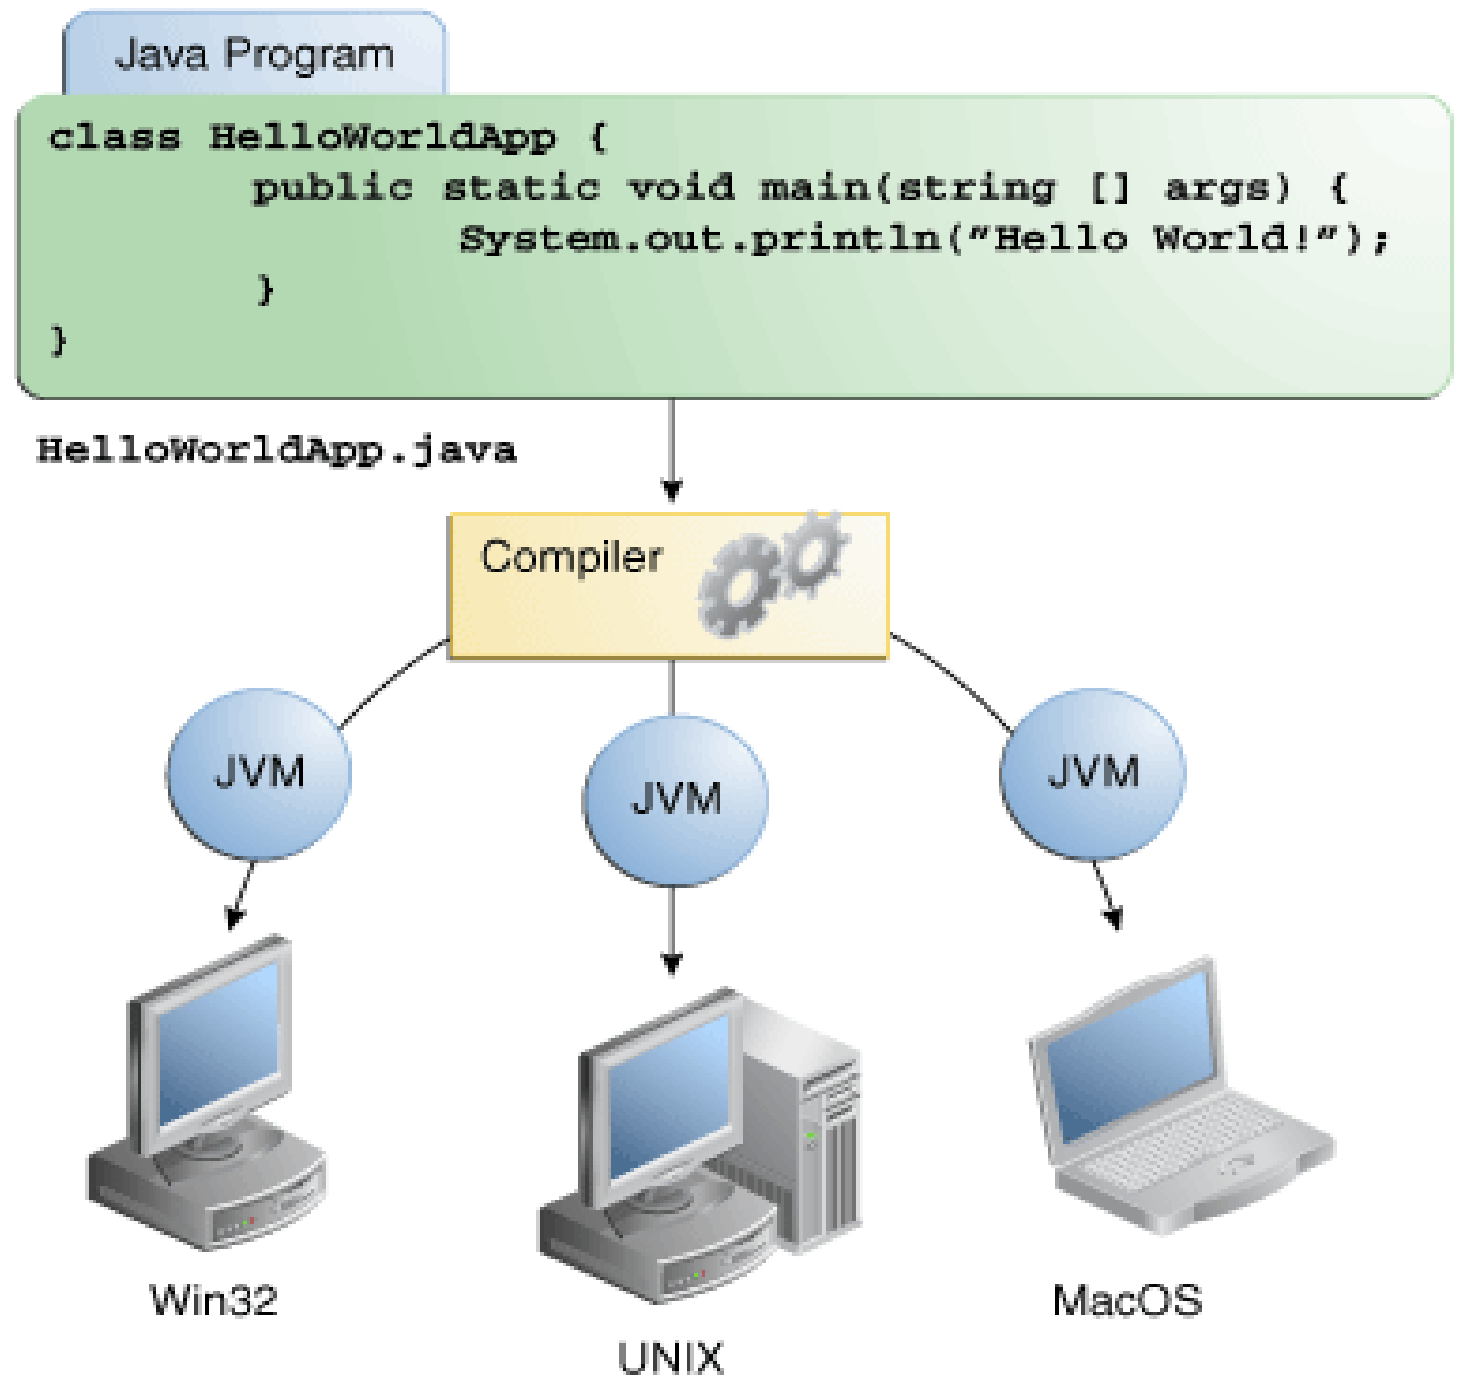 Java Program
class HelloWorldApp {
public static void main(string [] args) {
System.out.println("Hello World!");
}
}
HelloWorldApp.java
Compiler
JVM
JVM
JVM
Win32
UNIX
MacOS